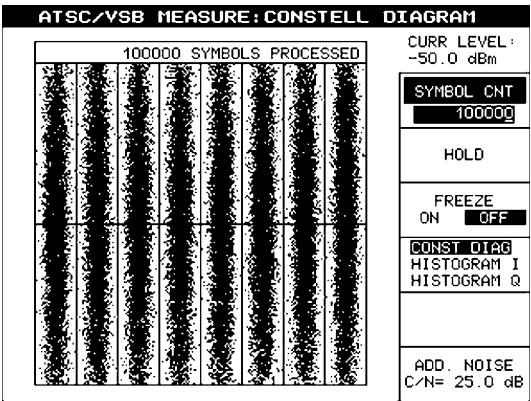 ATSC/VSB MEASURE:CONSTELL DIAGRAM
100000 SYMBOLS PROCESSED
CURR LEVEL:
-50.0 dBm
SYMBOL CNT
100000
HOLD
FREEZE
ON OFF
CONST DIAG
HISTOGRAM I
HISTOGRAM Q
ADD. NOISE
C/N= 25.0 dB